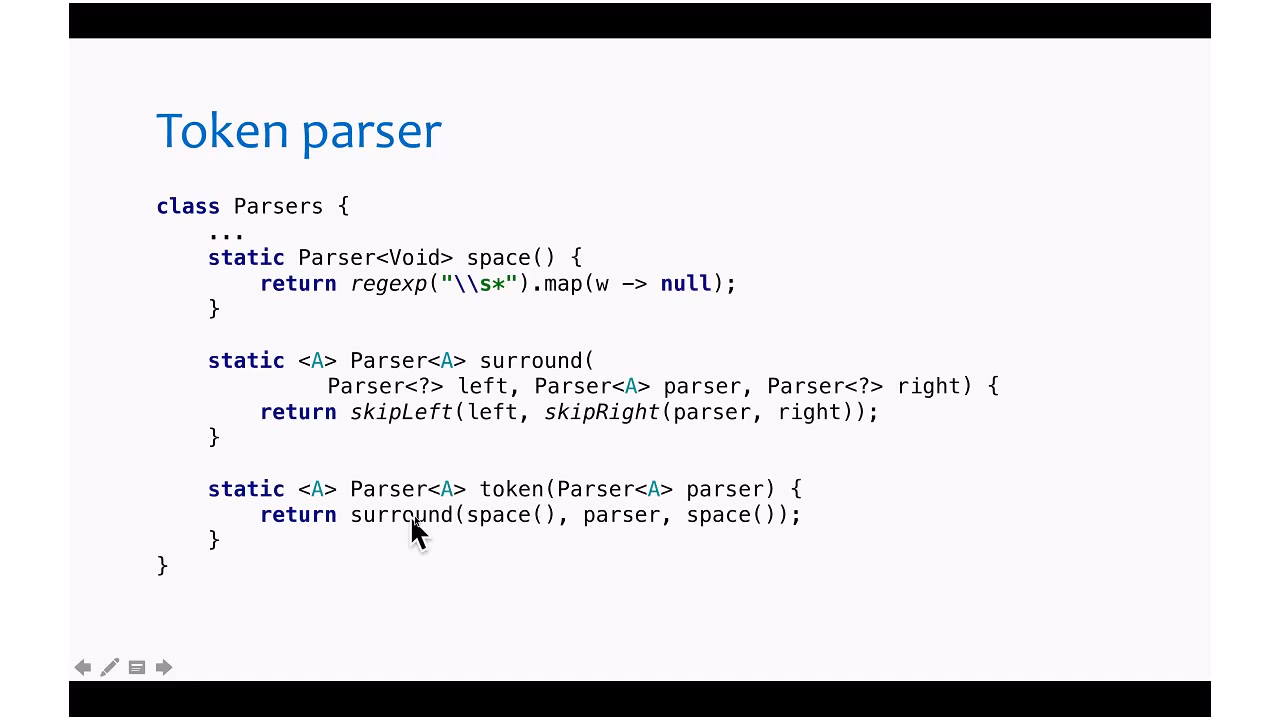 Token parser
class Parsers {
...
static Parser<Void> space() {
return regexp("\\s*").map(w -> null);
}
static <A> Parser<A> surround(
Parser<?> left, Parser<A> parser, Parser<?> right) {
return skipLeft(left, skipRight(parser, right));
}
static <A> Parser<A> token(Parser<A> parser) {
return surround(space(), parser, space());
}
}